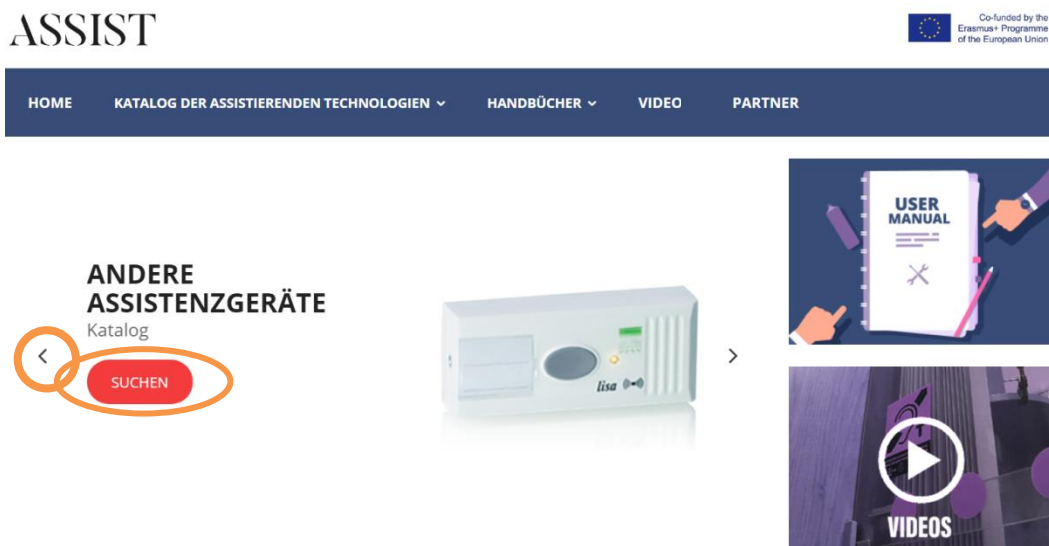 ASSIST
Co-funded by the
Erasmus+ Programme
of the European Union
HOME KATALOG DER ASSISTIERENDEN TECHNOLOGIEN HANDBÜCHER VIDEO PARTNER
USER
MANUAL
ANDERE
ASSISTENZGERÄTE
Katalog
SUCHEN
lisa
VIDEOS